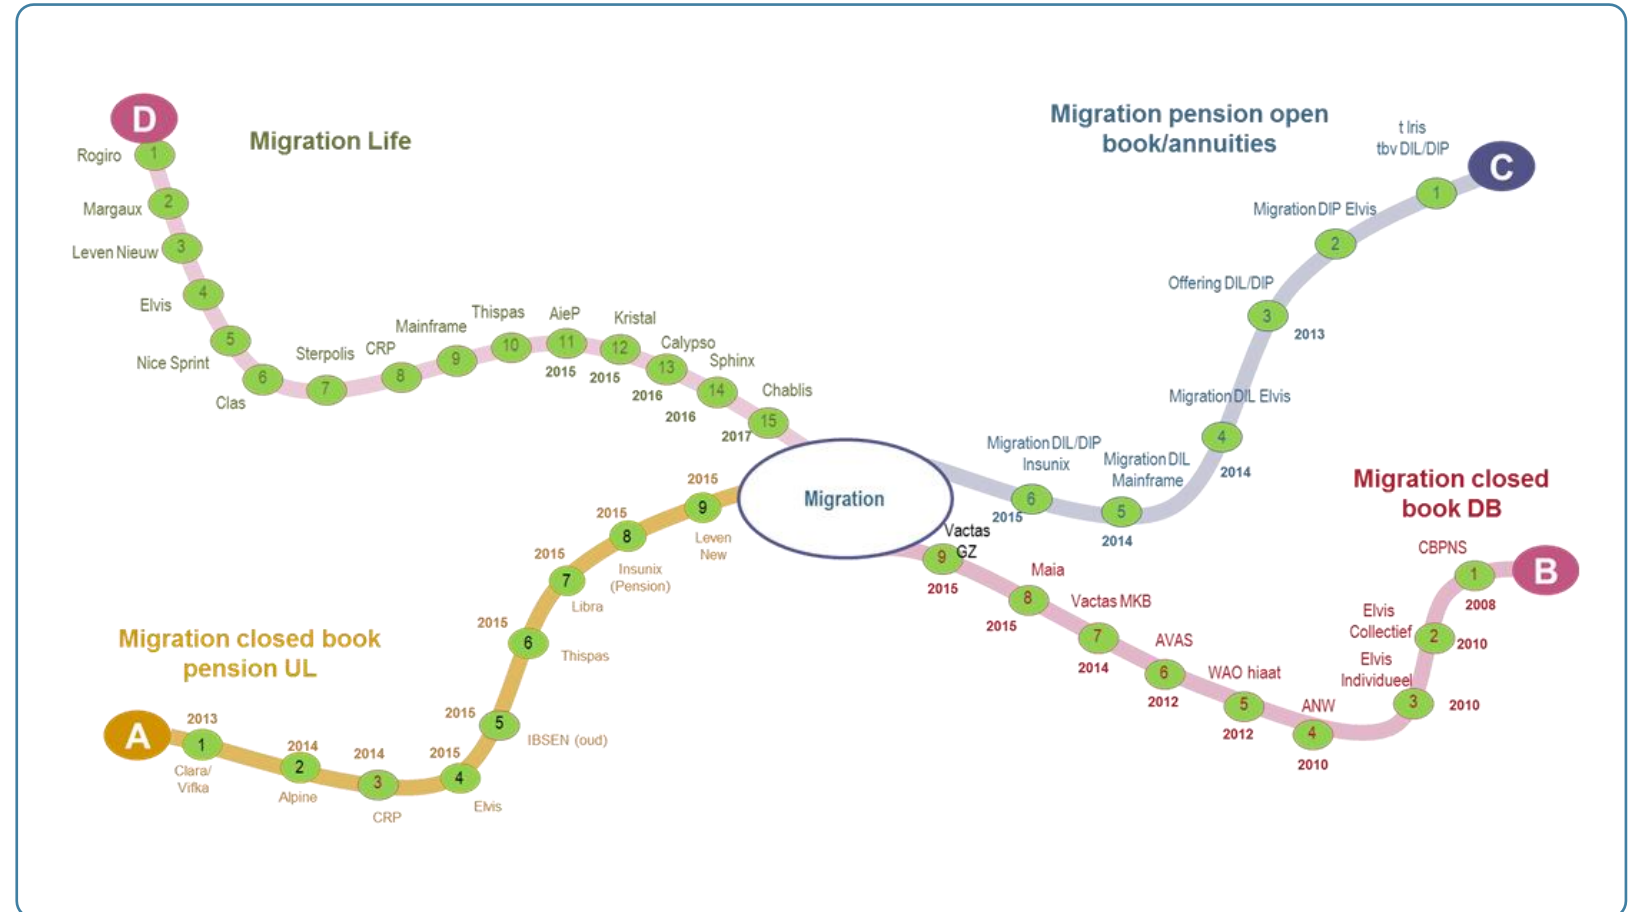 D
Migration Life
1
Rogiro
2
Margaux
3
Leven Nieuw
4
Elvis
5
Nice Sprint
6
Clas
7
Sterpolis
8
CRP
9
Mainframe
10
Thispas
11
AieP
2015
12
Kristal
2015
13
Calypso
2016
14
Sphinx
2016
15
Chablis
2017
Migration pension open
book/annuities
C
t Iris
tbv DIL/DIP
1
Migration DIP Elvis
2
Offering DIL/DIP
3
2013
Migration DIL Elvis
4
2014
Migration DIL
Mainframe
5
2014
Migration DIL/DIP
Insunix
6
2015
Migration
Migration closed
book DB
B
CBPNS
1
2008
Elvis
Collectief
2
2010
Elvis
Individueel
3
2010
ANW
4
2010
WAO hiaat
5
2012
AVAS
6
2012
Vactas MKB
7
2014
Maia
8
2015
Vactas
GZ
9
2015
Migration closed book
pension UL
A
2013
1
Clara/
Vifka
2014
2
Alpine
2014
3
CRP
2015
4
Elvis
2015
5
IBSEN (oud)
2015
6
Thispas
2015
7
Libra
2015
8
Insunix
(Pension)
2015
9
Leven
New